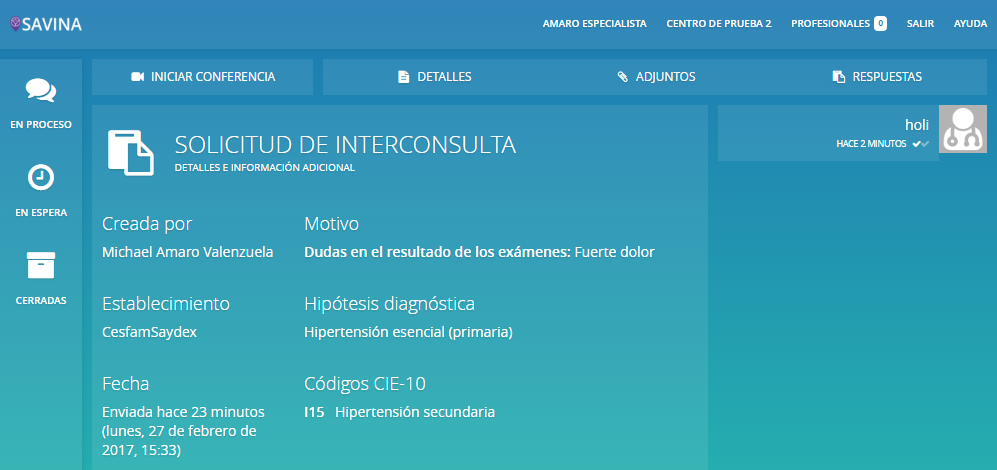 SAVINA
AMARO ESPECIALISTA
CENTRO DE PRUEBA 2
PROFESIONALES 0
SALIR
AYUDA
EN PROCESO
EN ESPERA
CERRADAS
INICIAR CONFERENCIA
DETALLES
ADJUNTOS
RESPUESTAS
SOLICITUD DE INTERCONSULTA
DETALLES E INFORMACIÓN ADICIONAL
Creada por
Michael Amaro Valenzuela
Motivo
Dudas en el resultado de los exámenes: Fuerte dolor
Establecimiento
CesfamSaydex
Hipótesis diagnóstica
Hipertensión esencial (primaria)
Fecha
Enviada hace 23 minutos
(lunes, 27 de febrero de
2017, 15:33)
Códigos CIE-10
I15 Hipertensión secundaria
holi
HACE 2 MINUTOS